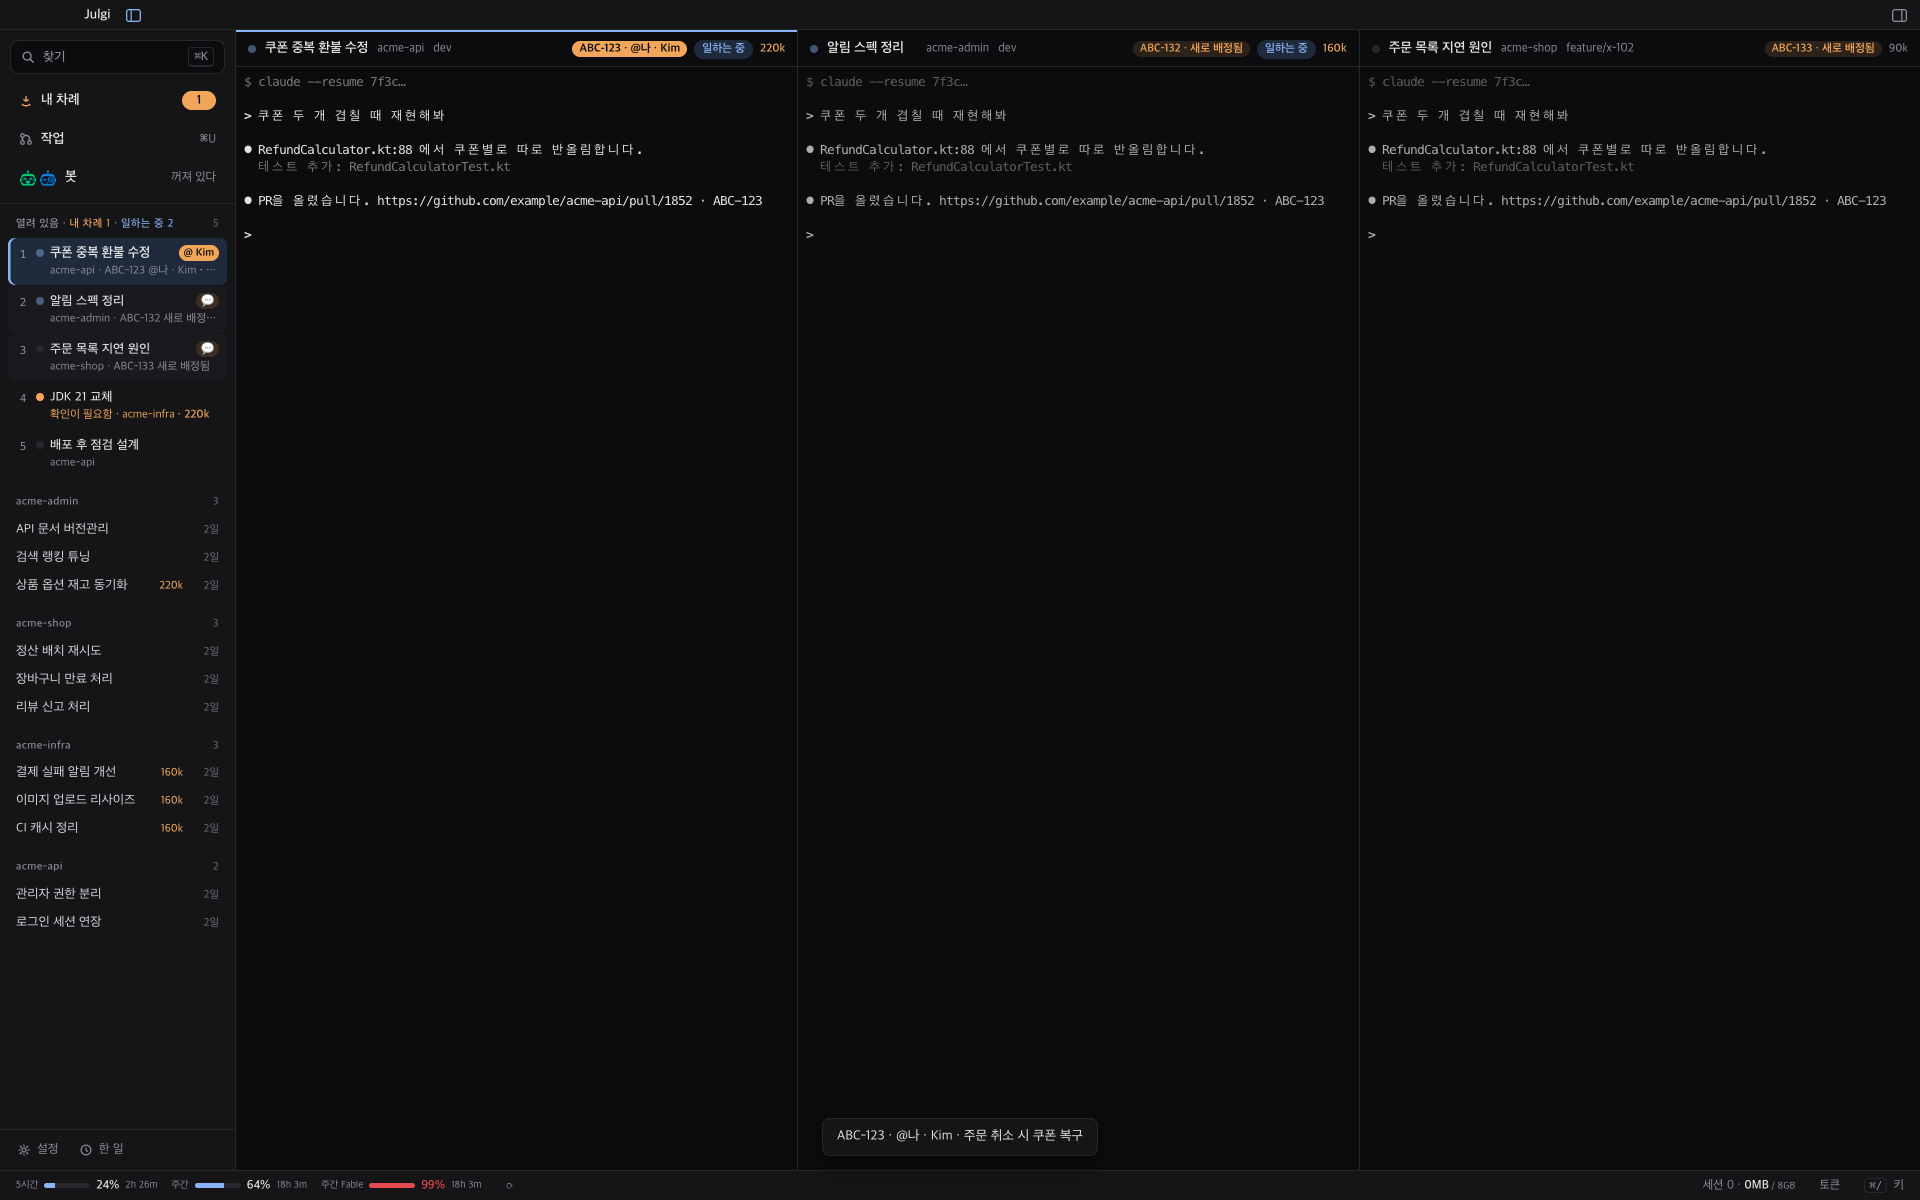 Julgi
찾기 ⌘K
내 차례 1
작업 ⌘U
봇 꺼져 있다
열려 있음 · 내 차례 1 · 일하는 중 2 5
1 쿠폰 중복 환불 수정 @ Kim
acme-api · ABC-123 @나 · Kim · ···
2 알림 스펙 정리
acme-admin · ABC-132 새로 배정···
3 주문 목록 지연 원인
acme-shop · ABC-133 새로 배정됨
4 JDK 21 교체
확인이 필요함 · acme-infra · 220k
5 배포 후 점검 설계
acme-api
acme-admin 3
API 문서 버전관리 2일
검색 랭킹 튜닝 2일
상품 옵션 재고 동기화 220k 2일
acme-shop 3
정산 배치 재시도 2일
장바구니 만료 처리 2일
리뷰 신고 처리 2일
acme-infra 3
결제 실패 알림 개선 160k 2일
이미지 업로드 리사이즈 160k 2일
CI 캐시 정리 160k 2일
acme-api 2
관리자 권한 분리 2일
로그인 세션 연장 2일
설정 한 일
쿠폰 중복 환불 수정 acme-api dev ABC-123 · @나 · Kim 일하는 중 220k
$ claude --resume 7f3c…
> 쿠폰 두 개 겹칠 때 재현해봐
● RefundCalculator.kt:88 에서 쿠폰별로 따로 반올림합니다.
테스트 추가: RefundCalculatorTest.kt
● PR을 올렸습니다. https://github.com/example/acme-api/pull/1852 · ABC-123
>
알림 스펙 정리 acme-admin dev ABC-132 · 새로 배정됨 일하는 중 160k
$ claude --resume 7f3c…
> 쿠폰 두 개 겹칠 때 재현해봐
● RefundCalculator.kt:88 에서 쿠폰별로 따로 반올림합니다.
테스트 추가: RefundCalculatorTest.kt
● PR을 올렸습니다. https://github.com/example/acme-api/pull/1852 · ABC-123
>
주문 목록 지연 원인 acme-shop feature/x-102 ABC-133 · 새로 배정됨 90k
$ claude --resume 7f3c…
> 쿠폰 두 개 겹칠 때 재현해봐
● RefundCalculator.kt:88 에서 쿠폰별로 따로 반올림합니다.
테스트 추가: RefundCalculatorTest.kt
● PR을 올렸습니다. https://github.com/example/acme-api/pull/1852 · ABC-123
>
ABC-123 · @나 · Kim · 주문 취소 시 쿠폰 복구
5시간 24% 2h 26m 주간 64% 18h 3m 주간 Fable 99% 18h 3m
세션 0 · 0MB / 8GB 토큰 ⌘/ 키